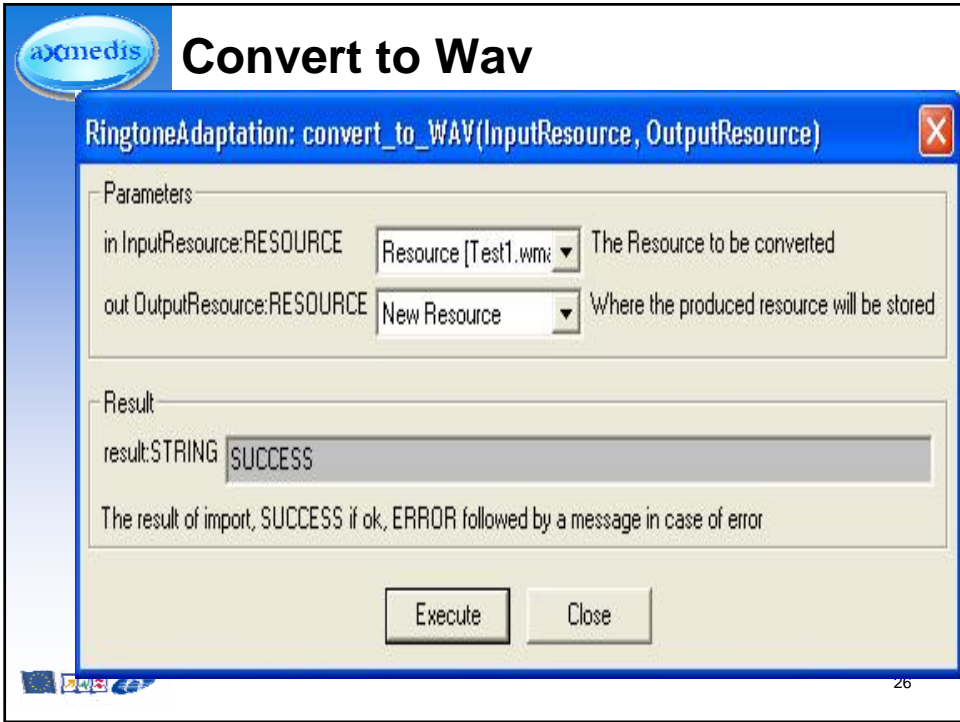 axmedis
Convert to Wav
RingtoneAdaptation: convert_to_WAV(InputResource, OutputResource)
Parameters
in InputResource:RESOURCE Resource [Test1.wma The Resource to be converted
out OutputResource:RESOURCE New Resource Where the produced resource will be stored
Result
result:STRING SUCCESS
The result of import, SUCCESS if ok, ERROR followed by a message in case of error
Execute Close
26